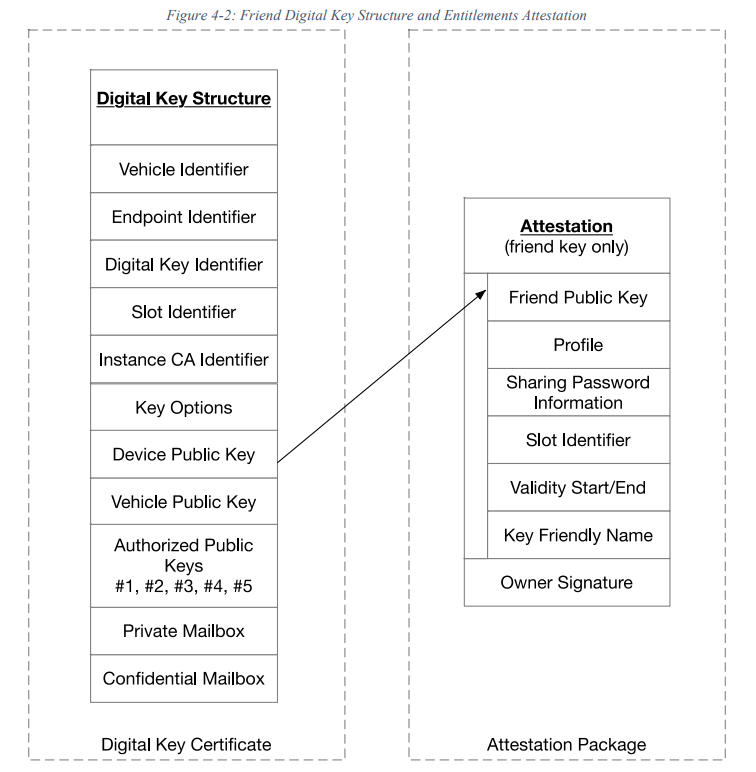 Figure 4-2: Friend Digital Key Structure and Entitlements Attestation
Digital Key Structure
Vehicle Identifier
Endpoint Identifier
Digital Key Identifier
Slot Identifier
Instance CA Identifier
Key Options
Device Public Key
Vehicle Public Key
Authorized Public
Keys
#1, #2, #3, #4, #5
Private Mailbox
Confidential Mailbox
Digital Key Certificate
Attestation
(friend key only)
Friend Public Key
Profile
Sharing Password
Information
Slot Identifier
Validity Start/End
Key Friendly Name
Owner Signature
Attestation Package